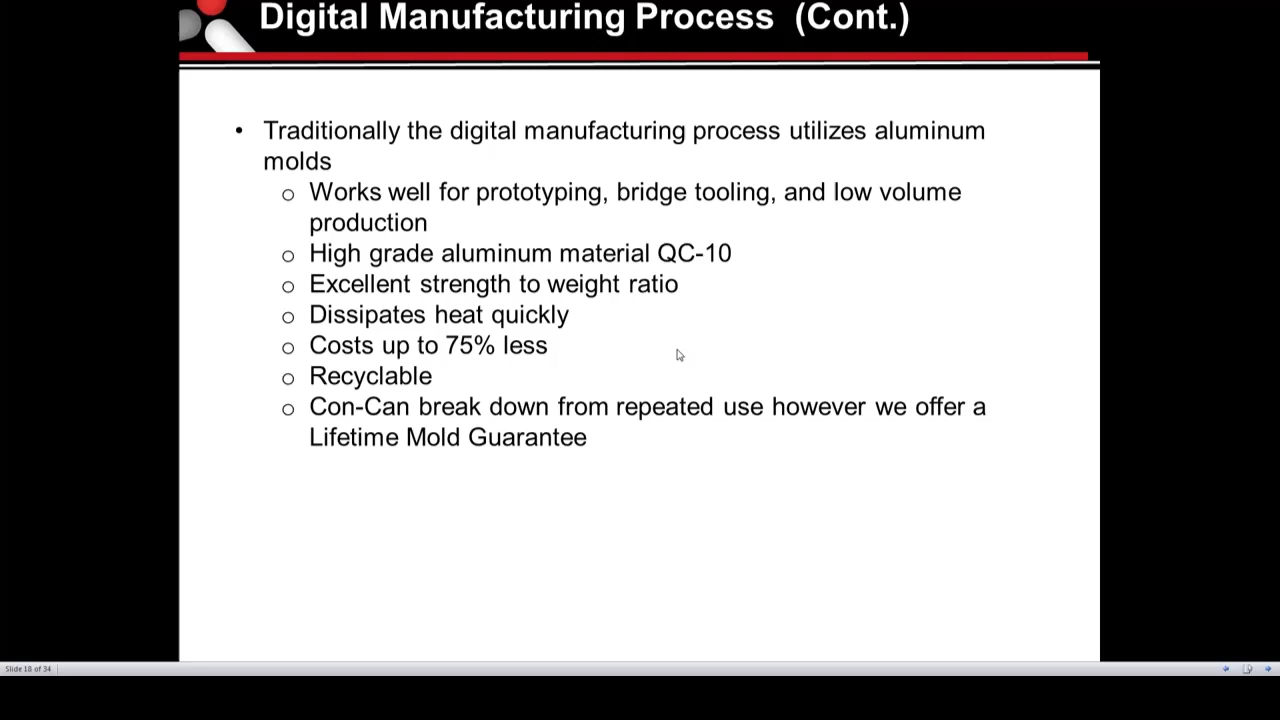 Digital Manufacturing Process (Cont.)
• Traditionally the digital manufacturing process utilizes aluminum
molds
o Works well for prototyping, bridge tooling, and low volume
production
o High grade aluminum material QC-10
o Excellent strength to weight ratio
o Dissipates heat quickly
o Costs up to 75% less
o Recyclable
o Con-Can break down from repeated use however we offer a
Lifetime Mold Guarantee
Slide 18 of 34